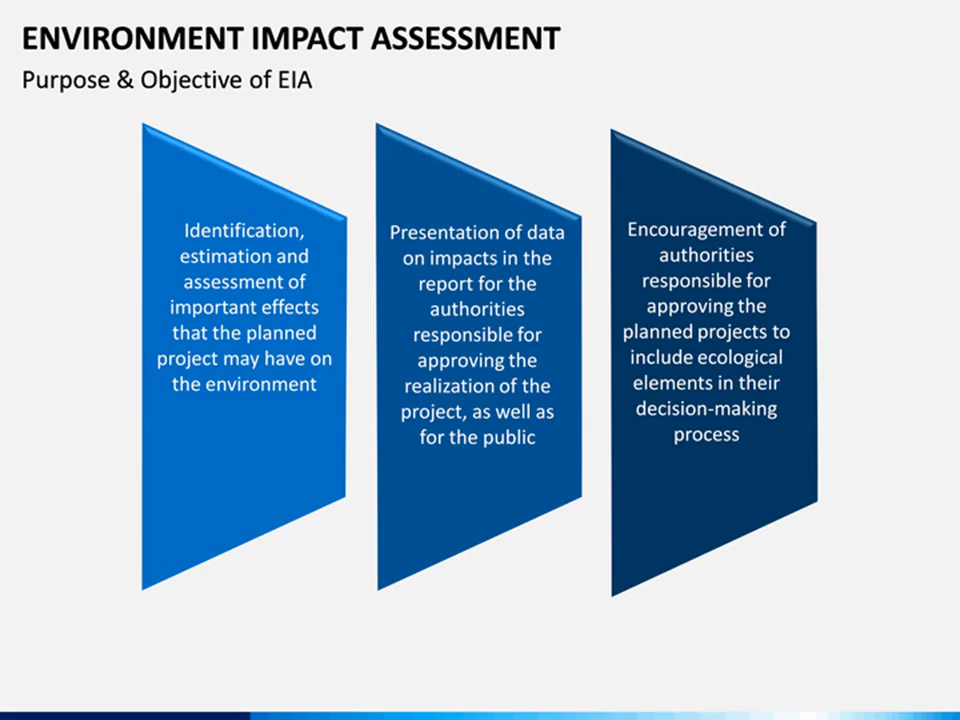 ENVIRONMENT IMPACT ASSESSMENT
Purpose & Objective of EIA
Identification,
estimation and
assessment of
important effects
that the planned
project may have on
the environment
Presentation of data
on impacts in the
report for the
authorities
responsible for
approving the
realization of the
project, as well as
for the public
Encouragement of
authorities
responsible for
approving the
planned projects to
include ecological
elements in their
decision-making
process